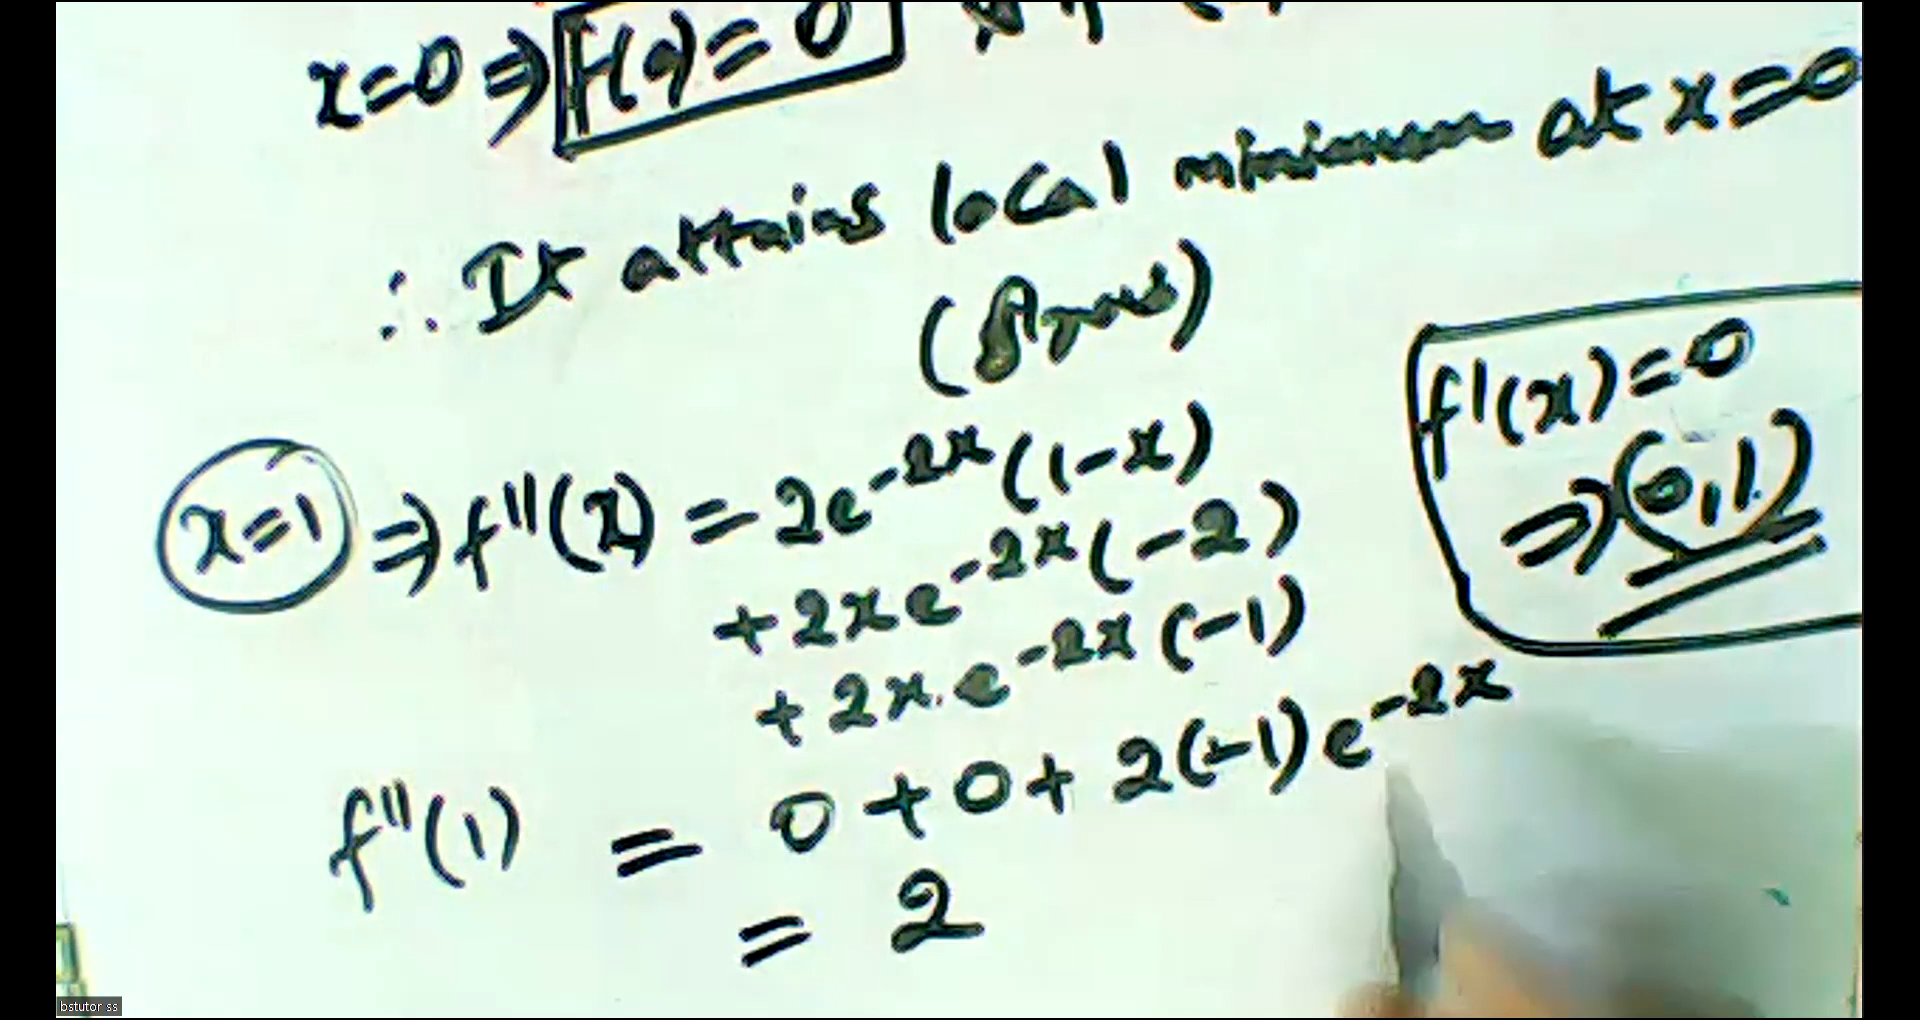 x=0 ⇒ f(0)= 0
∴ It attains local minimum at x=0
f'(x)=0
⇒(0,1)
x=1 ⇒ f''(x) = 2e^{-2x}(1-x)
+2xe^{-2x}(-2)
+2x.e^{-2x}(-1)
f''(1) = 0+0+2(-1)e^{-2x}
= 2
bstutor ss